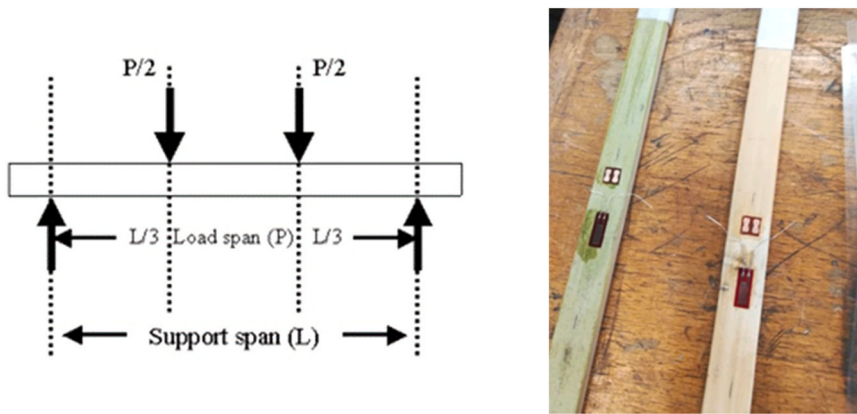 P/2 P/2
L/3 Load span (P) L/3
Support span (L)